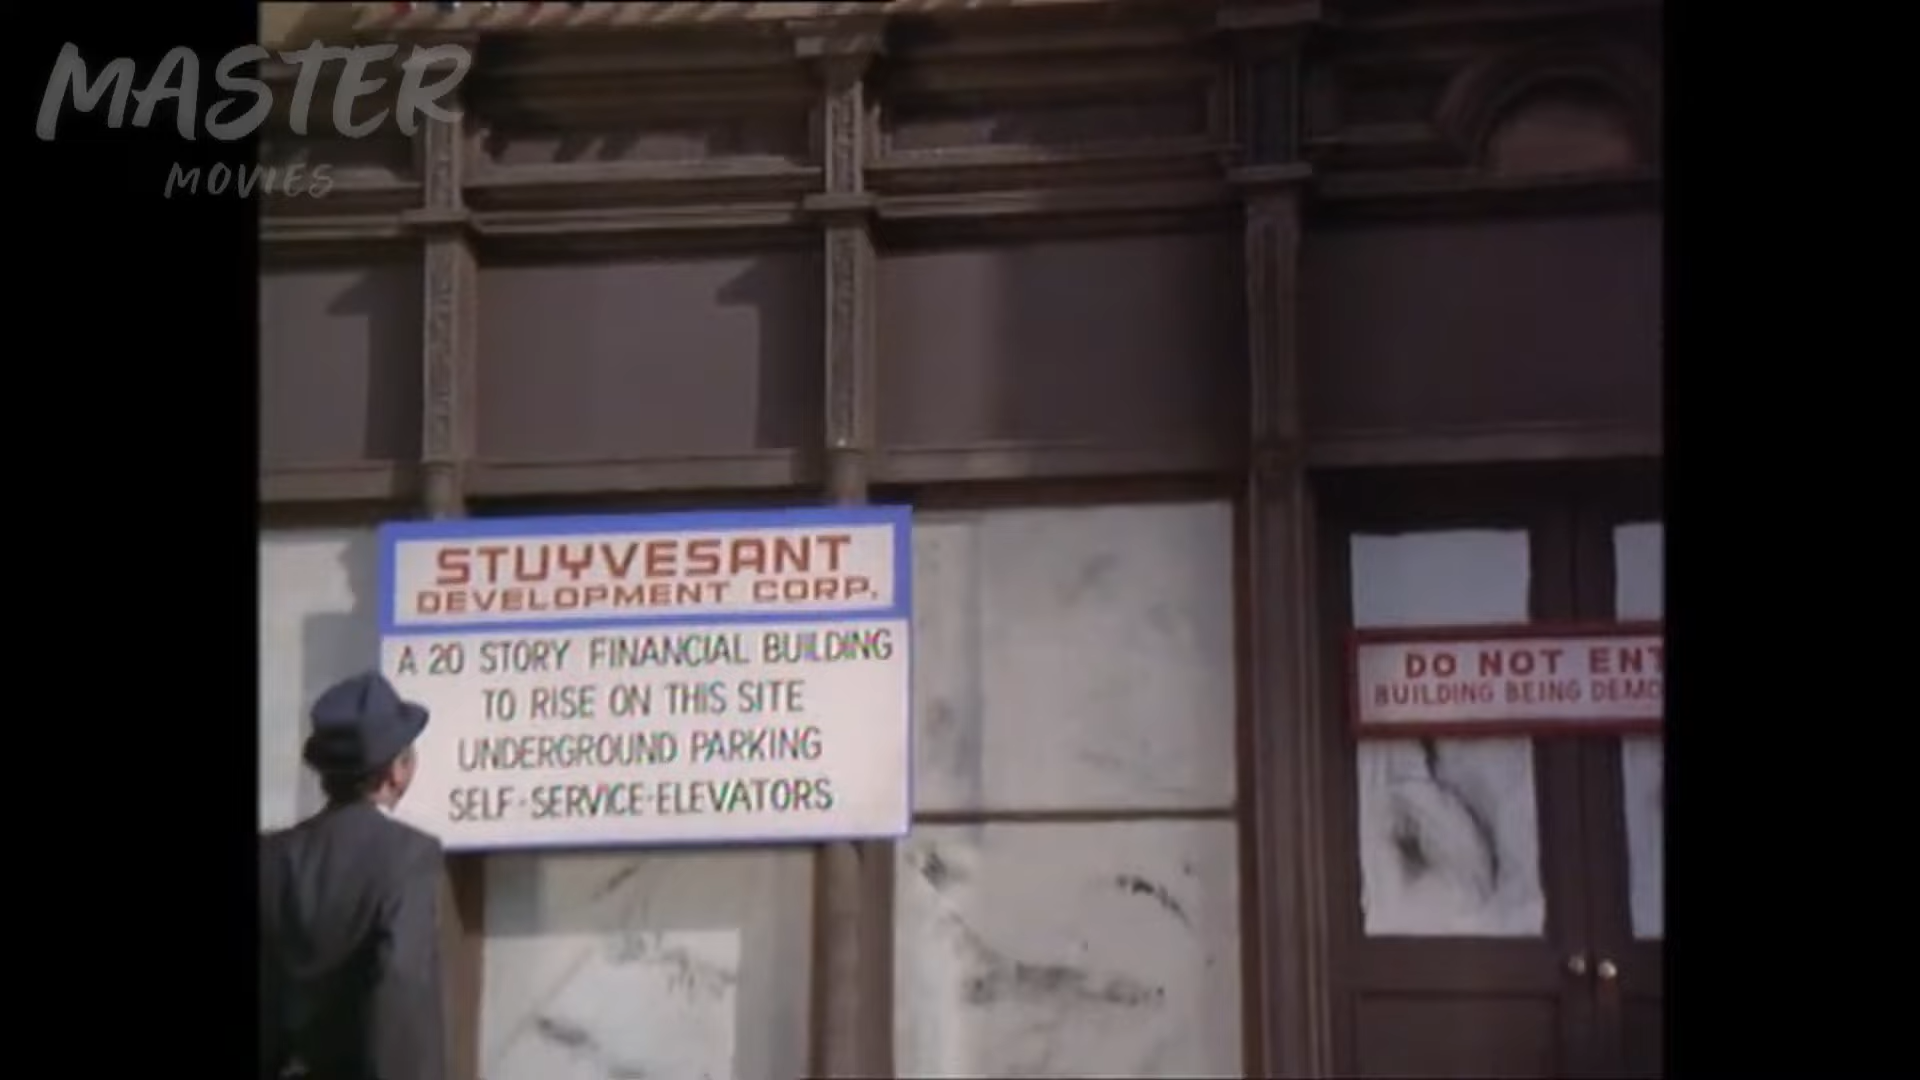 MASTER
MOVIES
STUYVESANT
DEVELOPMENT CORP.
A 20 STORY FINANCIAL BUILDING
TO RISE ON THIS SITE
UNDERGROUND PARKING
SELF-SERVICE-ELEVATORS
DO NOT ENT
BUILDING BEING DEMO